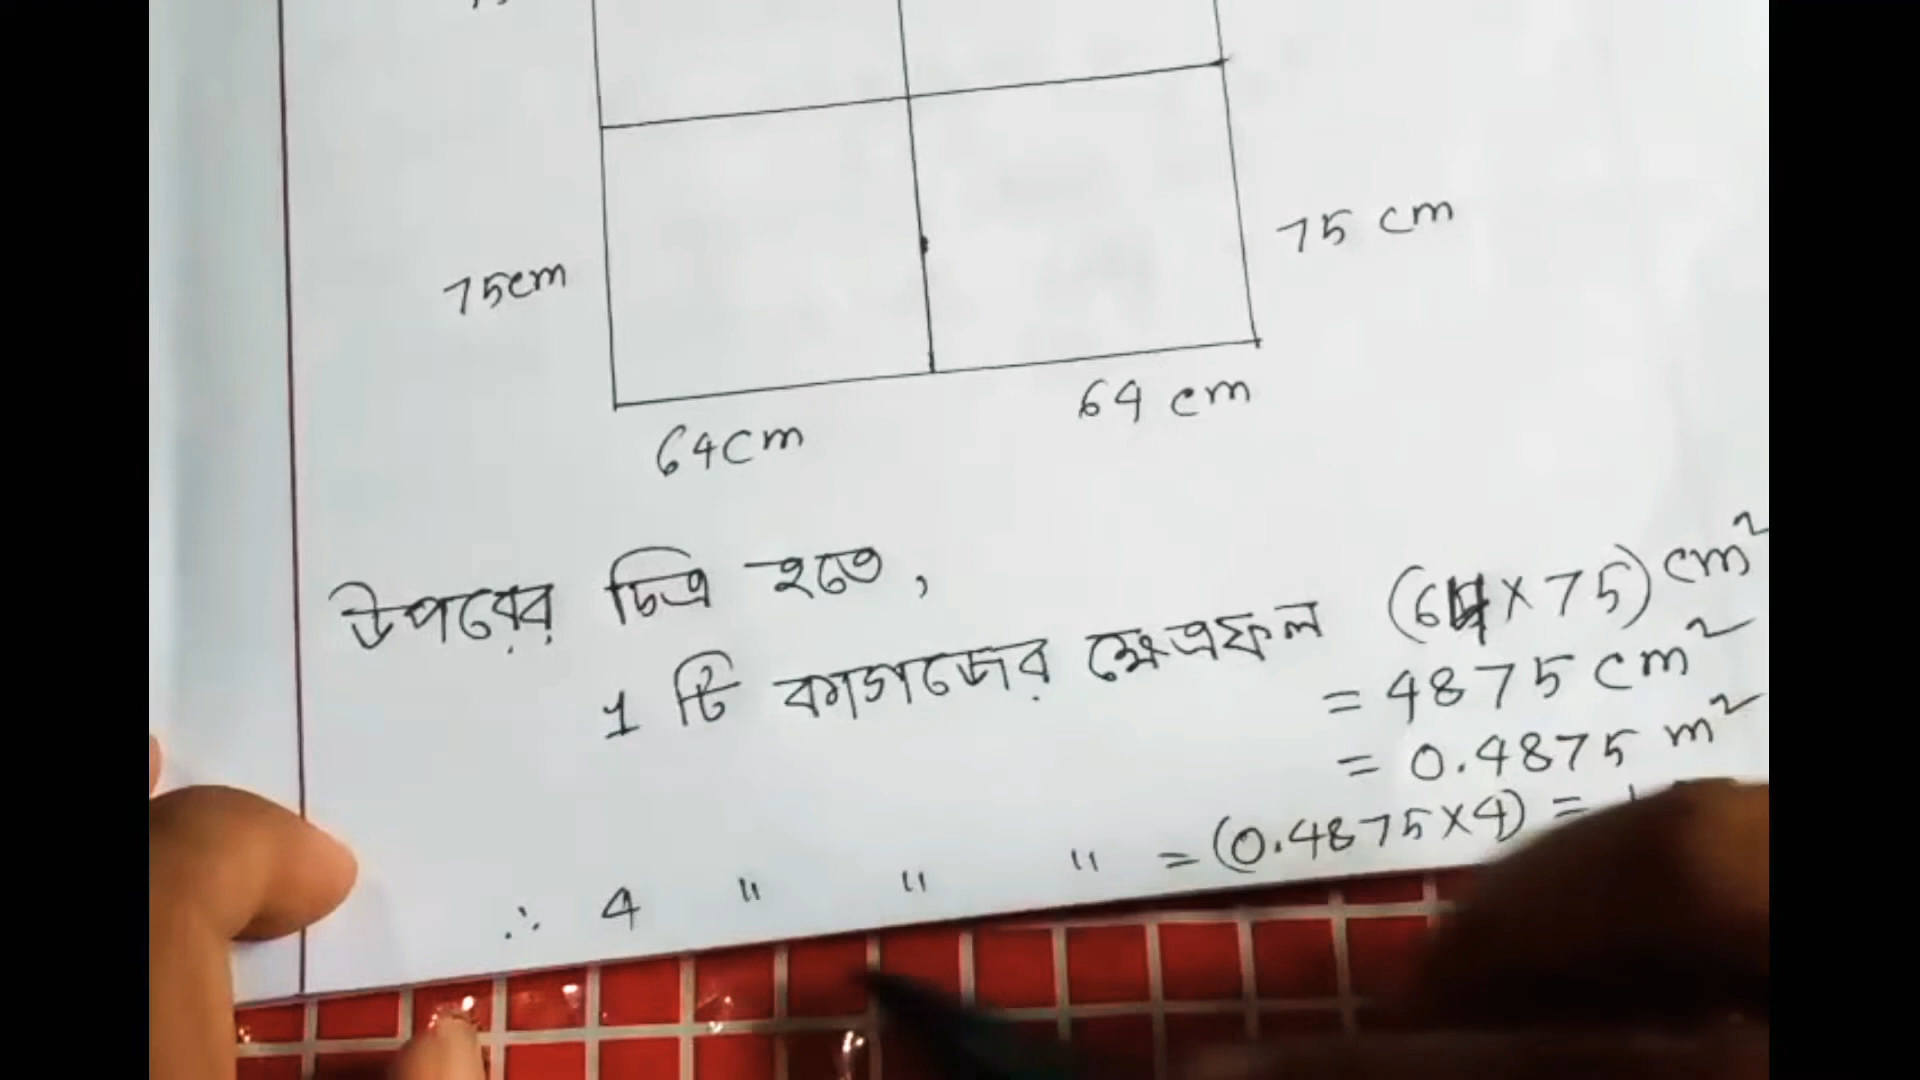 75 cm
75cm
64 cm
64cm
উপরের চিত্র হতে,
1 টি কাগজের ক্ষেত্রফল (64×75) cm²
= 4875 cm²
= 0.4875 m²
∴ 4 " " " = (0.4875×4) =